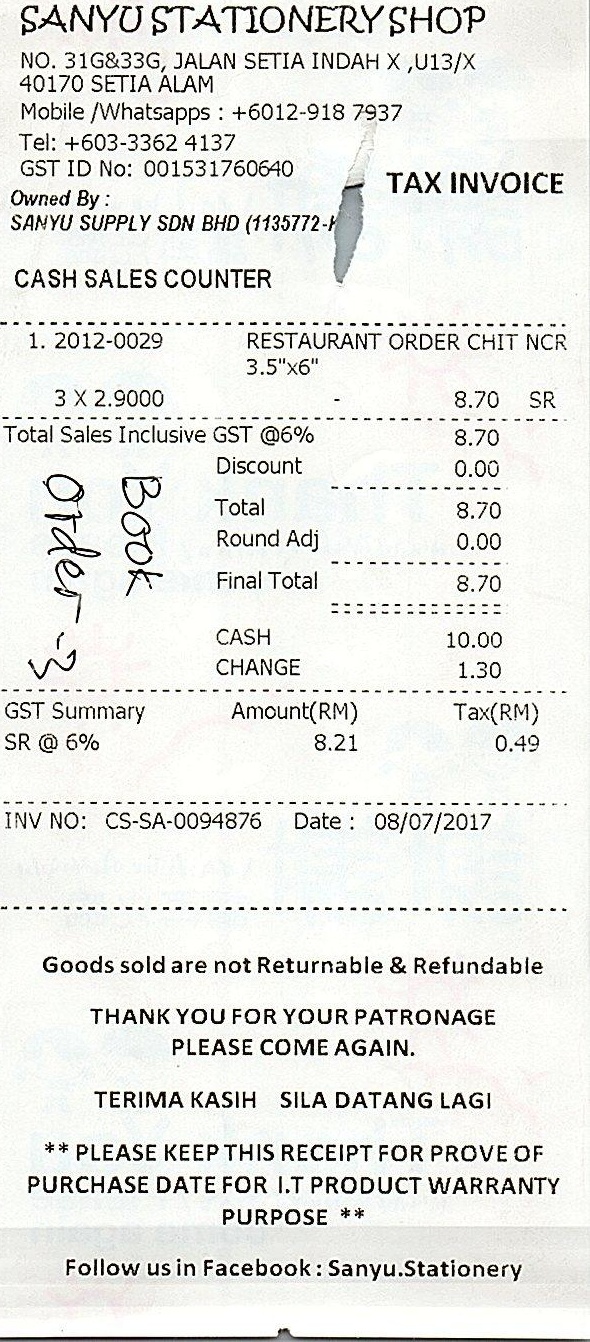 SANYU STATIONERY SHOP
NO. 31G&33G, JALAN SETIA INDAH X ,U13/X
40170 SETIA ALAM
Mobile /Whatsapps : +6012-918 7937
Tel: +603-3362 4137
GST ID No: 001531760640
TAX INVOICE
Owned By :
SANYU SUPPLY SDN BHD (1135772-K
CASH SALES COUNTER
1. 2012-0029 RESTAURANT ORDER CHIT NCR
3.5"x6"
3 X 2.9000 - 8.70 SR
Total Sales Inclusive GST @6% 8.70
Discount 0.00
Total 8.70
Round Adj 0.00
Final Total 8.70
CASH 10.00
CHANGE 1.30
Book
Order -3
GST Summary Amount(RM) Tax(RM)
SR @ 6% 8.21 0.49
INV NO: CS-SA-0094876 Date : 08/07/2017
Goods sold are not Returnable & Refundable
THANK YOU FOR YOUR PATRONAGE
PLEASE COME AGAIN.
TERIMA KASIH SILA DATANG LAGI
** PLEASE KEEP THIS RECEIPT FOR PROVE OF
PURCHASE DATE FOR I.T PRODUCT WARRANTY
PURPOSE **
Follow us in Facebook : Sanyu.Stationery